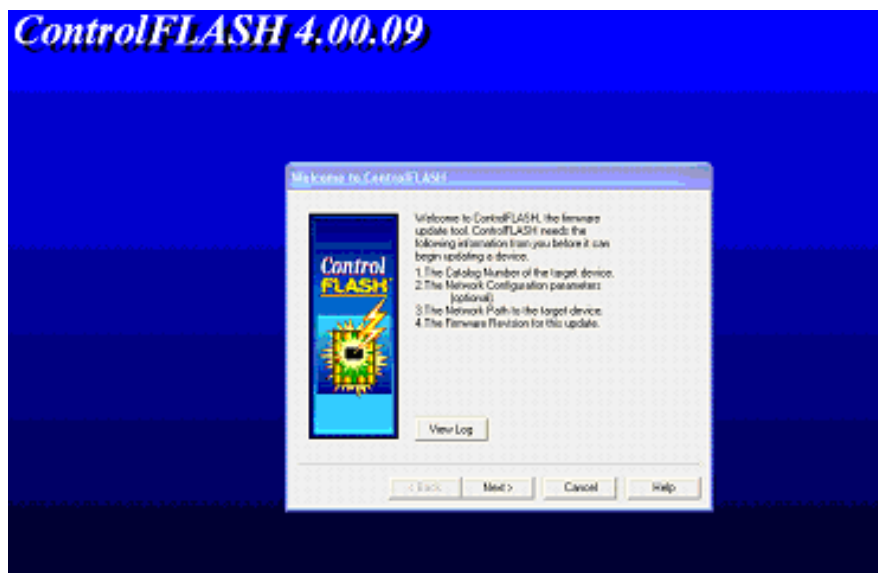 ControlFLASH 4.00.09
Welcome to ControlFLASH
Control
FLASH
Welcome to ControlFLASH, the firmware
update tool. ControlFLASH needs the
following information from you before it can
begin updating a device.
1.The Catalog Number of the target device.
2.The Network Configuration parameters
(optional).
3.The Network Path to the target device.
4.The Firmware Revision for this update.
View Log
< Back
Next >
Cancel
Help